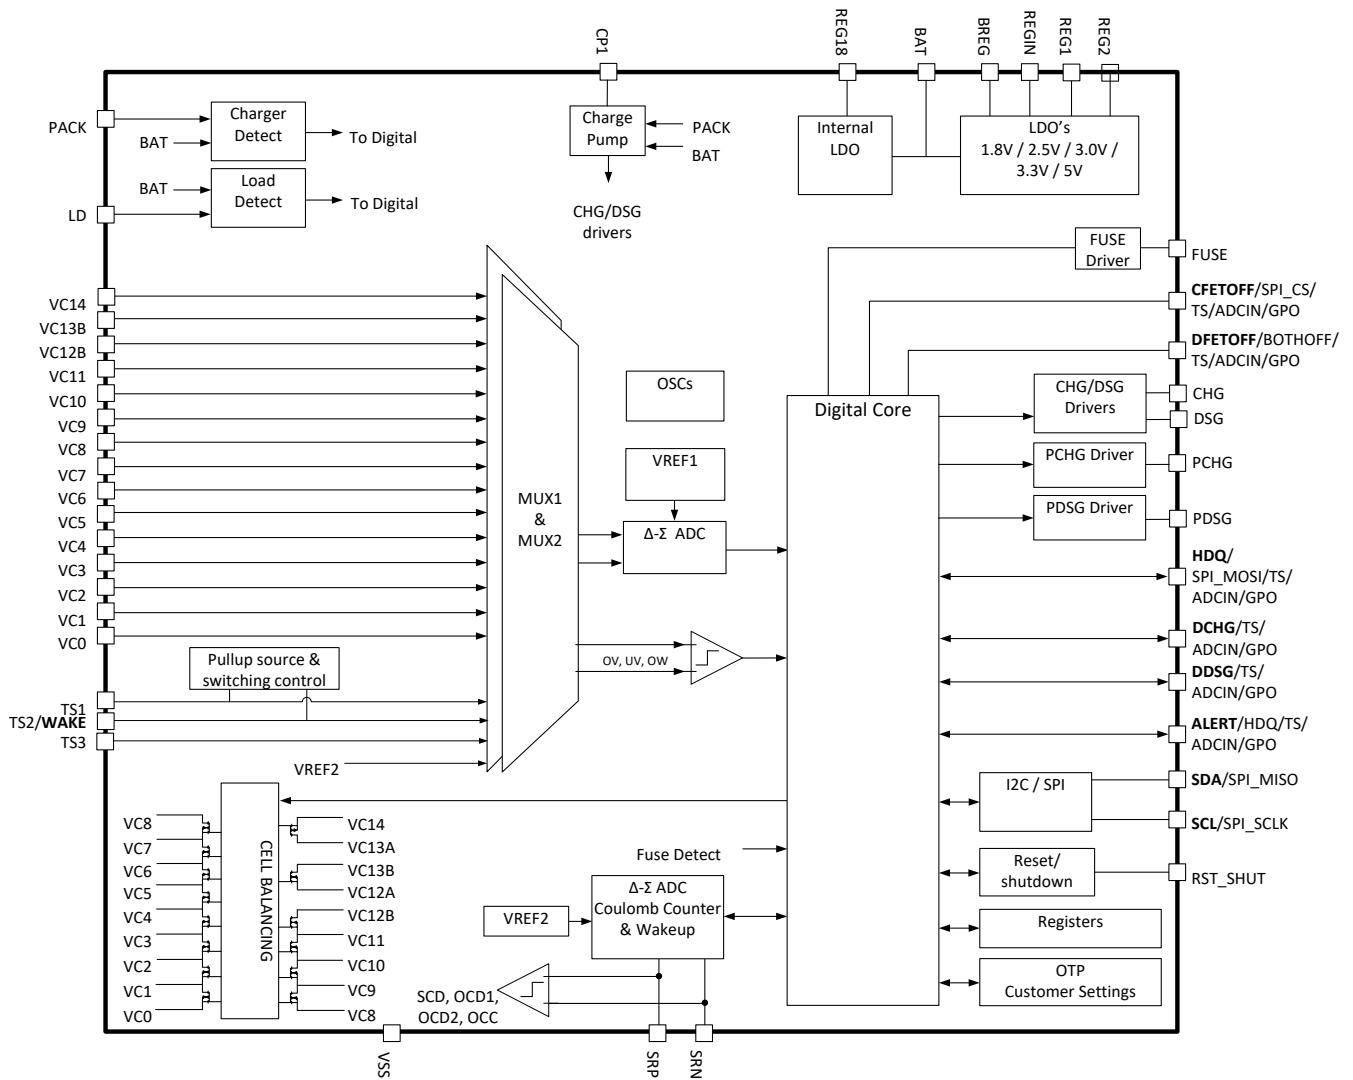 CP1
REG18
BAT
BREG
REGIN
REG1
REG2
PACK
BAT
Charger
Detect
To Digital
BAT
LD
Load
Detect
To Digital
Charge
Pump
PACK
BAT
CHG/DSG
drivers
Internal
LDO
LDO's
1.8V / 2.5V / 3.0V /
3.3V / 5V
FUSE
Driver
FUSE
CFETOFF/SPI_CS/
TS/ADCIN/GPO
DFETOFF/BOTHOFF/
TS/ADCIN/GPO
VC14
VC13B
VC12B
VC11
VC10
VC9
VC8
VC7
VC6
VC5
VC4
VC3
VC2
VC1
VC0
Pullup source &
switching control
TS1
TS2/WAKE
TS3
VREF2
MUX1
&
MUX2
OSCs
VREF1
Δ-Σ ADC
OV, UV, OW
Digital Core
CHG/DSG
Drivers
CHG
DSG
PCHG Driver
PCHG
PDSG Driver
PDSG
HDQ/
SPI_MOSI/TS/
ADCIN/GPO
DCHG/TS/
ADCIN/GPO
DDSG/TS/
ADCIN/GPO
ALERT/HDQ/TS/
ADCIN/GPO
I2C / SPI
SDA/SPI_MISO
SCL/SPI_SCLK
Reset/
shutdown
RST_SHUT
Registers
OTP
Customer Settings
VC8
VC7
VC6
VC5
VC4
VC3
VC2
VC1
VC0
CELL BALANCING
VC14
VC13A
VC13B
VC12A
VC12B
VC11
VC10
VC9
VC8
Fuse Detect
VREF2
Δ-Σ ADC
Coulomb Counter
& Wakeup
SCD, OCD1,
OCD2, OCC
VSS
SRP
SRN